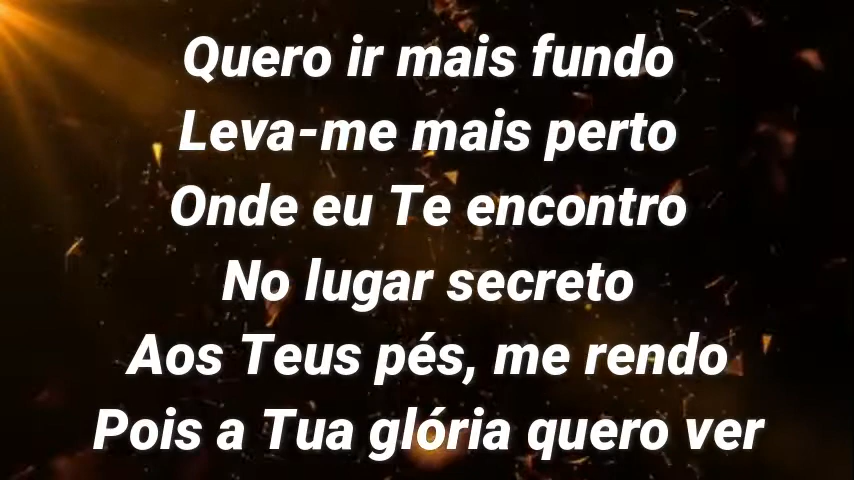 Quero ir mais fundo
Leva-me mais perto
Onde eu Te encontro
No lugar secreto
Aos Teus pés, me rendo
Pois a Tua glória quero ver